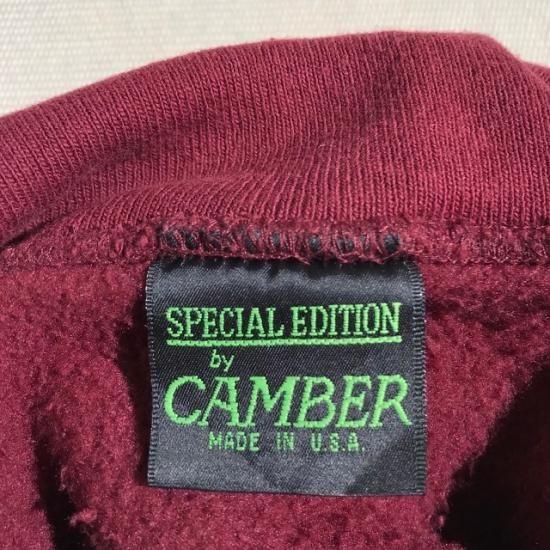 SPECIAL EDITION
by
CAMBER
MADE IN U.S.A.